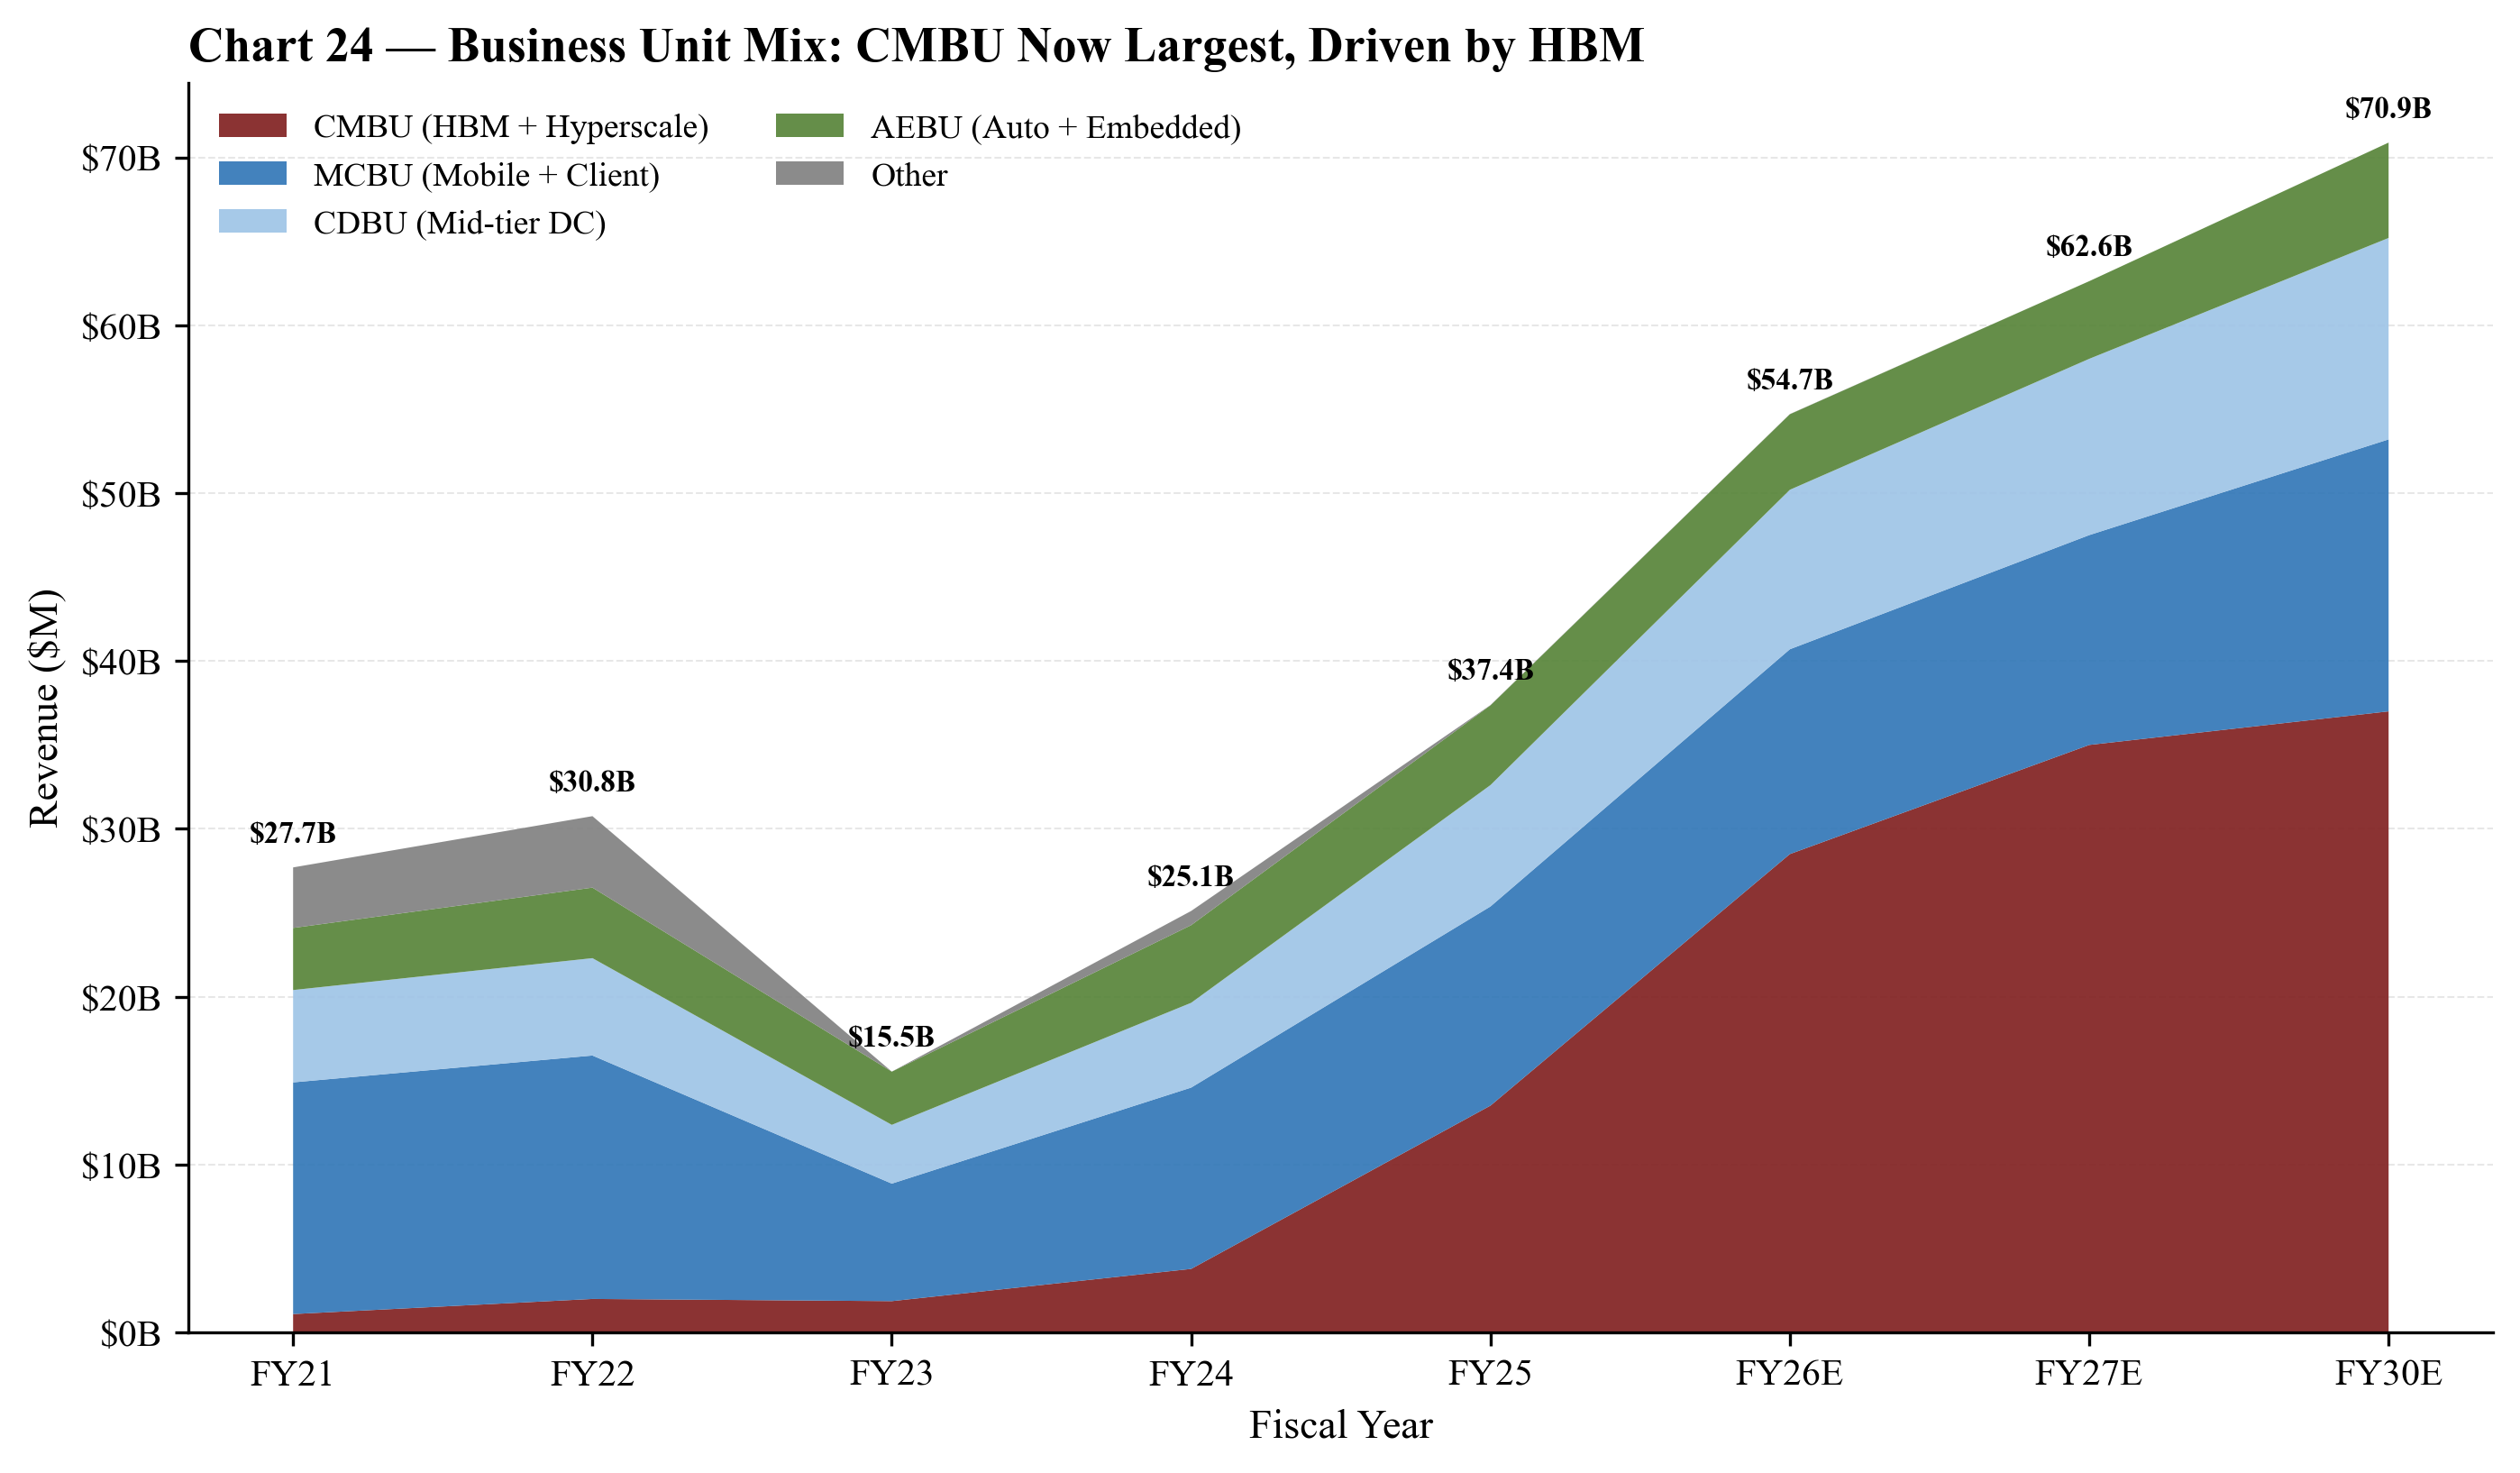 Chart 24 — Business Unit Mix: CMBU Now Largest, Driven by HBM
CMBU (HBM + Hyperscale)
MCBU (Mobile + Client)
CDBU (Mid-tier DC)
AEBU (Auto + Embedded)
Other
Revenue ($M)
$70B
$60B
$50B
$40B
$30B
$20B
$10B
$0B
$27.7B
$30.8B
$15.5B
$25.1B
$37.4B
$54.7B
$62.6B
$70.9B
FY21
FY22
FY23
FY24
FY25
FY26E
FY27E
FY30E
Fiscal Year